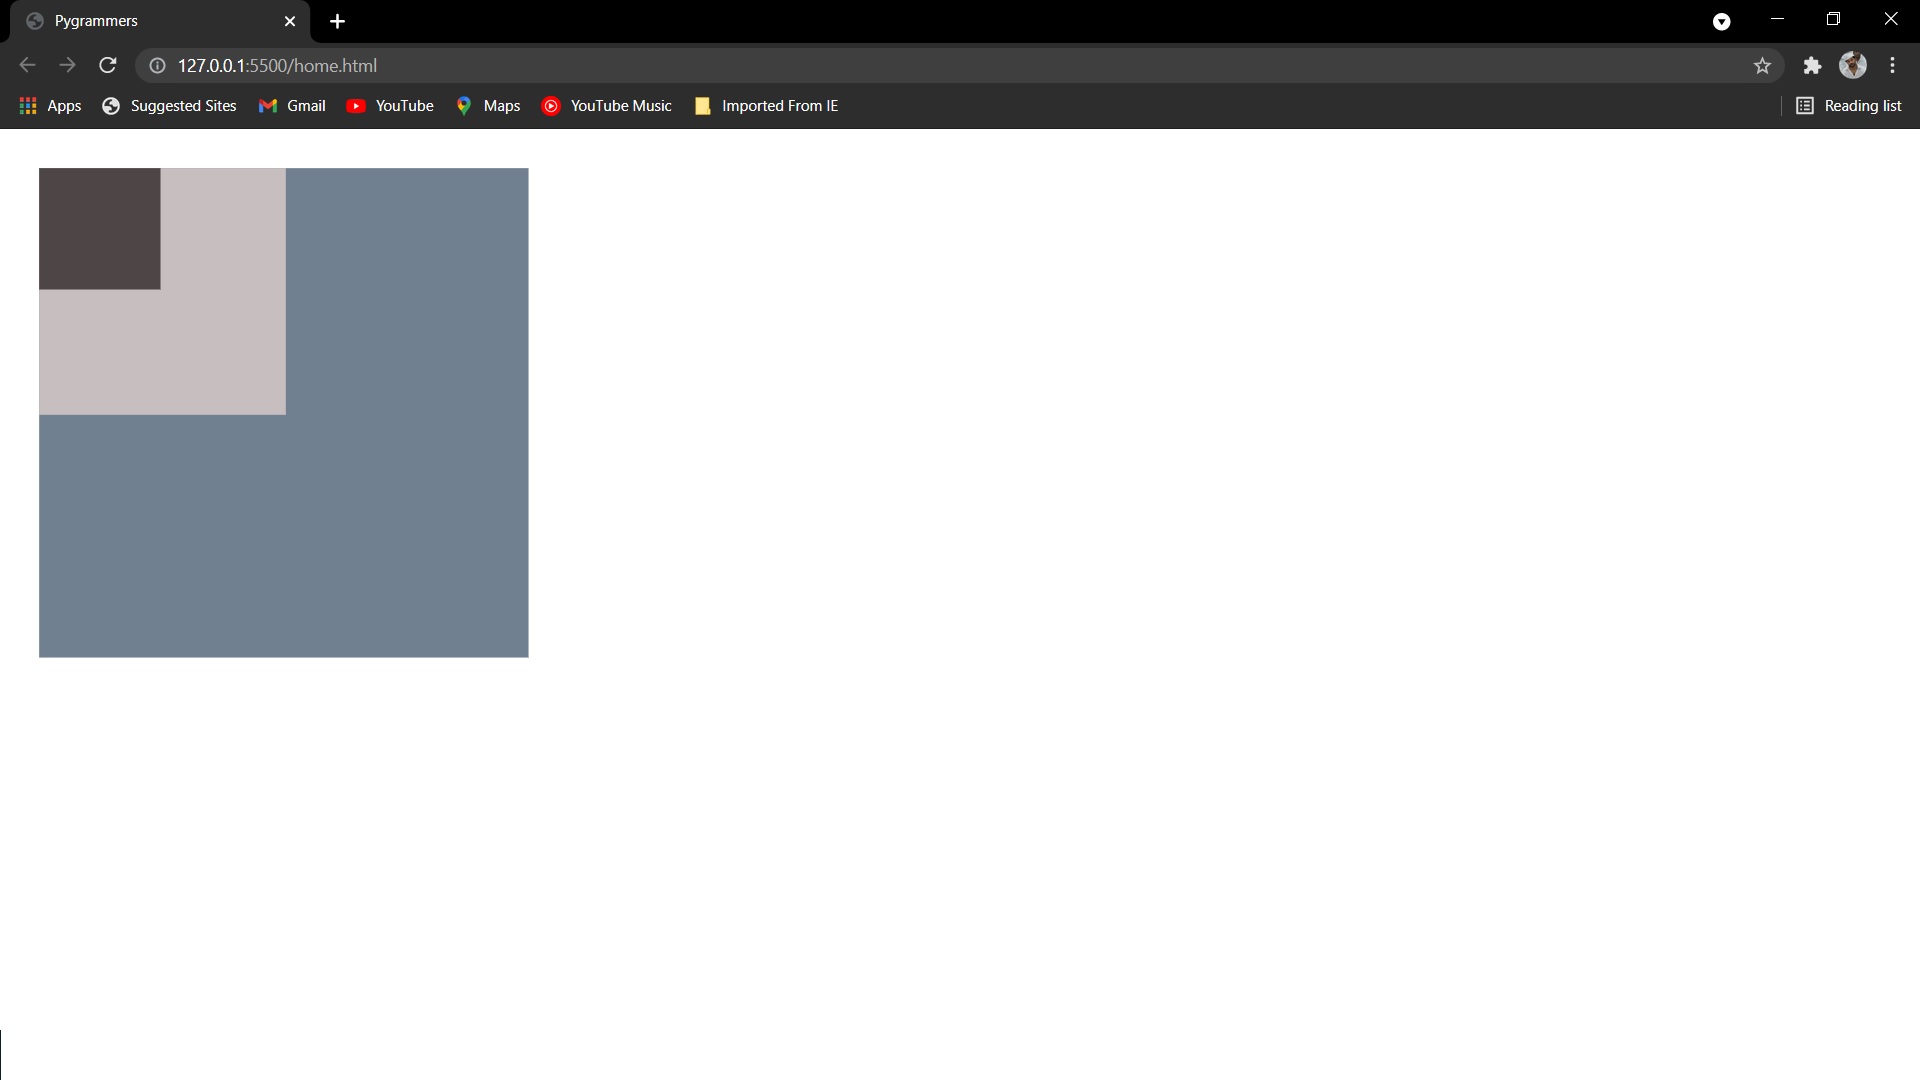 Pygrammers
127.0.0.1:5500/home.html
Apps Suggested Sites Gmail YouTube Maps YouTube Music Imported From IE Reading list